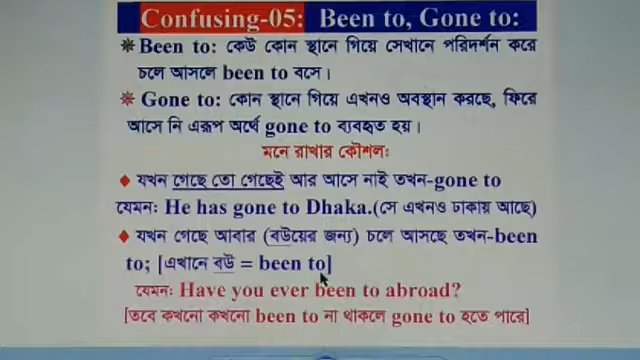 Confusing-05: Been to, Gone to:
✵ Been to: কেউ কোন স্থানে গিয়ে সেখানে পরিদর্শন করে
চলে আসলে been to বসে।
✵ Gone to: কোন স্থানে গিয়ে এখনও অবস্থান করছে, ফিরে
আসে নি এরূপ অর্থে gone to ব্যবহৃত হয়।
মনে রাখার কৌশল:
♦ যখন গেছে তো গেছেই আর আসে নাই তখন-gone to
যেমন: He has gone to Dhaka.(সে এখনও ঢাকায় আছে)
♦ যখন গেছে আবার (বউয়ের জন্য) চলে আসছে তখন-been
to; [এখানে বউ = been to]
যেমন: Have you ever been to abroad?
[তবে কখনো কখনো been to না থাকলে gone to হতে পারে]